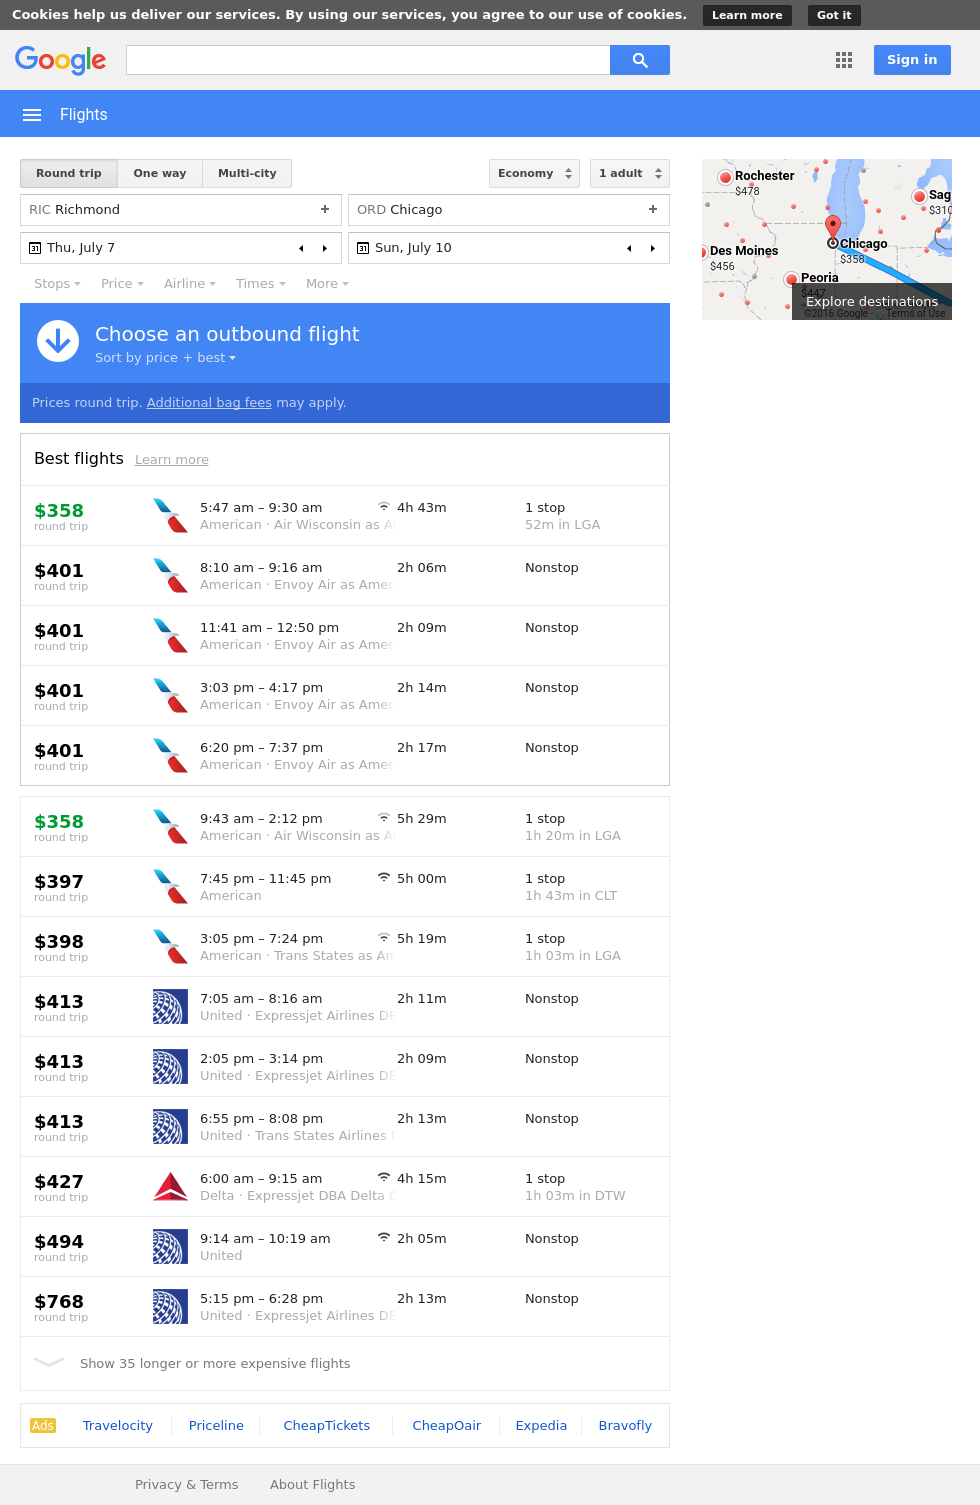 Cookies help us deliver our services. By using our services, you agree to our use of cookies. Learn more Got it
Google Sign in
Flights
Round trip One way Multi-city Economy 1 adult
RIC Richmond + ORD Chicago +
31 Thu, July 7 31 Sun, July 10
Stops Price Airline Times More
Choose an outbound flight
Sort by price + best
Prices round trip. Additional bag fees may apply.
Rochester
$478
Sag
$310
Chicago
$358
Des Moines
$456
Peoria
$447
Explore destinations
©2016 Google - Terms of Use
Best flights Learn more
$358 5:47 am – 9:30 am 4h 43m 1 stop
round trip American · Air Wisconsin as A 52m in LGA
$401 8:10 am – 9:16 am 2h 06m Nonstop
round trip American · Envoy Air as Amer
$401 11:41 am – 12:50 pm 2h 09m Nonstop
round trip American · Envoy Air as Amer
$401 3:03 pm – 4:17 pm 2h 14m Nonstop
round trip American · Envoy Air as Amer
$401 6:20 pm – 7:37 pm 2h 17m Nonstop
round trip American · Envoy Air as Amer
$358 9:43 am – 2:12 pm 5h 29m 1 stop
round trip American · Air Wisconsin as A 1h 20m in LGA
$397 7:45 pm – 11:45 pm 5h 00m 1 stop
round trip American 1h 43m in CLT
$398 3:05 pm – 7:24 pm 5h 19m 1 stop
round trip American · Trans States as Am 1h 03m in LGA
$413 7:05 am – 8:16 am 2h 11m Nonstop
round trip United · Expressjet Airlines DB
$413 2:05 pm – 3:14 pm 2h 09m Nonstop
round trip United · Expressjet Airlines DB
$413 6:55 pm – 8:08 pm 2h 13m Nonstop
round trip United · Trans States Airlines D
$427 6:00 am – 9:15 am 4h 15m 1 stop
round trip Delta · Expressjet DBA Delta C 1h 03m in DTW
$494 9:14 am – 10:19 am 2h 05m Nonstop
round trip United
$768 5:15 pm – 6:28 pm 2h 13m Nonstop
round trip United · Expressjet Airlines DB
Show 35 longer or more expensive flights
Ads Travelocity Priceline CheapTickets CheapOair Expedia Bravofly
Privacy & Terms About Flights